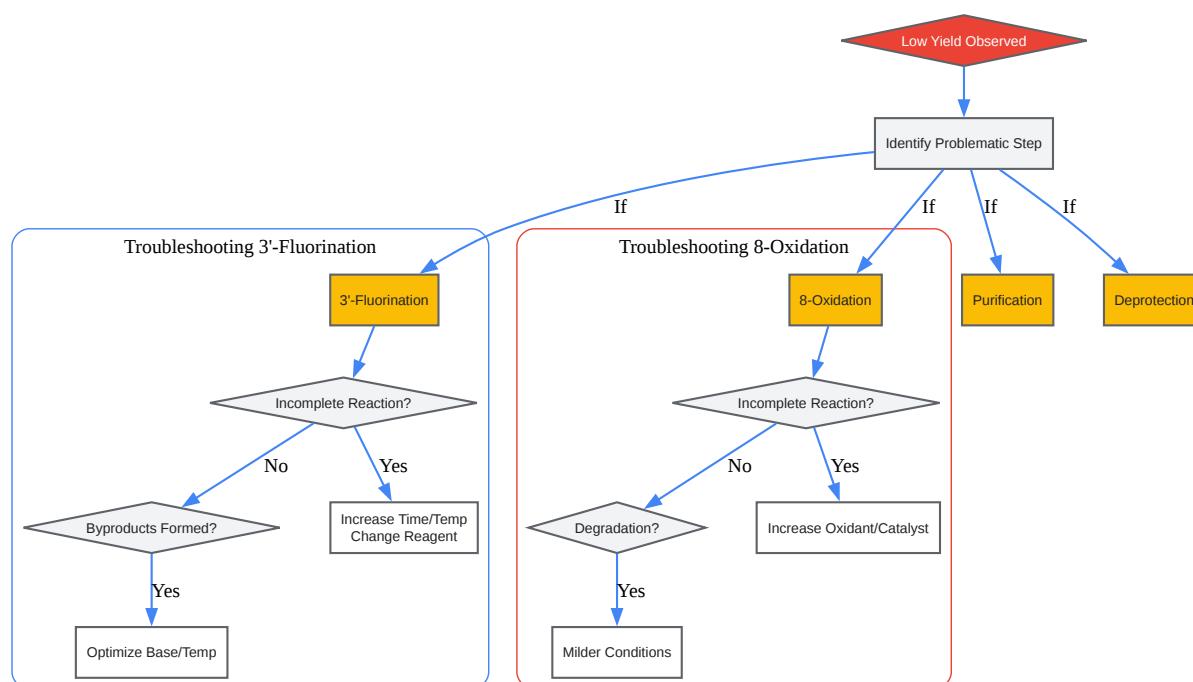 Low Yield Observed
Identify Problematic Step
If
If
If
If
Troubleshooting 3'-Fluorination
Troubleshooting 8-Oxidation
3'-Fluorination
8-Oxidation
Purification
Deprotection
Incomplete Reaction?
Incomplete Reaction?
No
Yes
No
Yes
Byproducts Formed?
Increase Time/Temp
Change Reagent
Degradation?
Increase Oxidant/Catalyst
Yes
Yes
Optimize Base/Temp
Milder Conditions